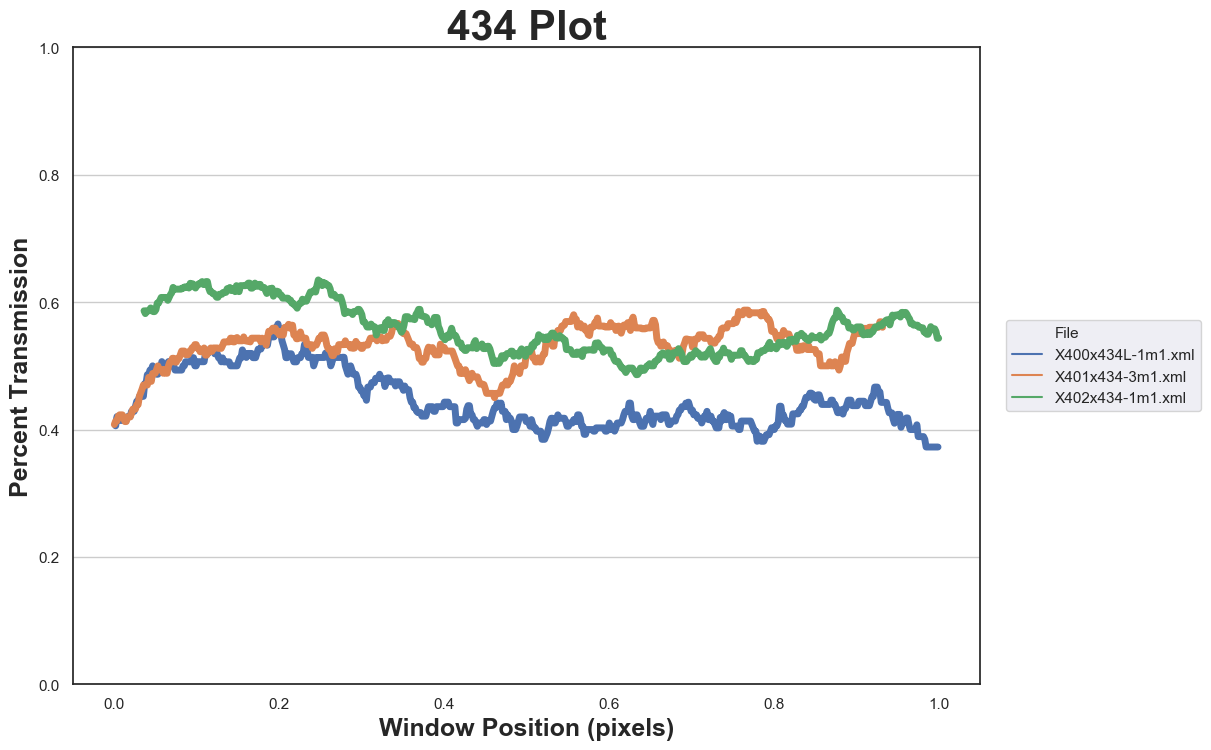 434 Plot
Percent Transmission
1.0
0.8
0.6
0.4
0.2
0.0
0.0 0.2 0.4 0.6 0.8 1.0
Window Position (pixels)
File
X400x434L-1m1.xml
X401x434-3m1.xml
X402x434-1m1.xml